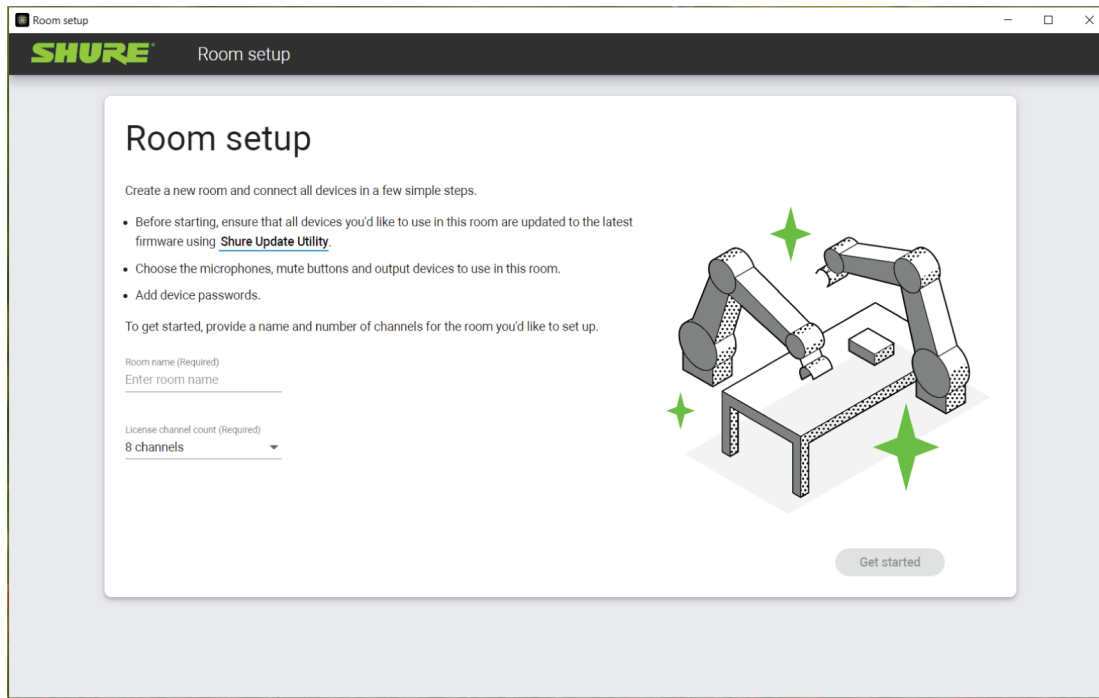 Room setup
SHURE Room setup
Room setup
Create a new room and connect all devices in a few simple steps.
• Before starting, ensure that all devices you'd like to use in this room are updated to the latest
firmware using Shure Update Utility.
• Choose the microphones, mute buttons and output devices to use in this room.
• Add device passwords.
To get started, provide a name and number of channels for the room you'd like to set up.
Room name (Required)
Enter room name
License channel count (Required)
8 channels
Get started